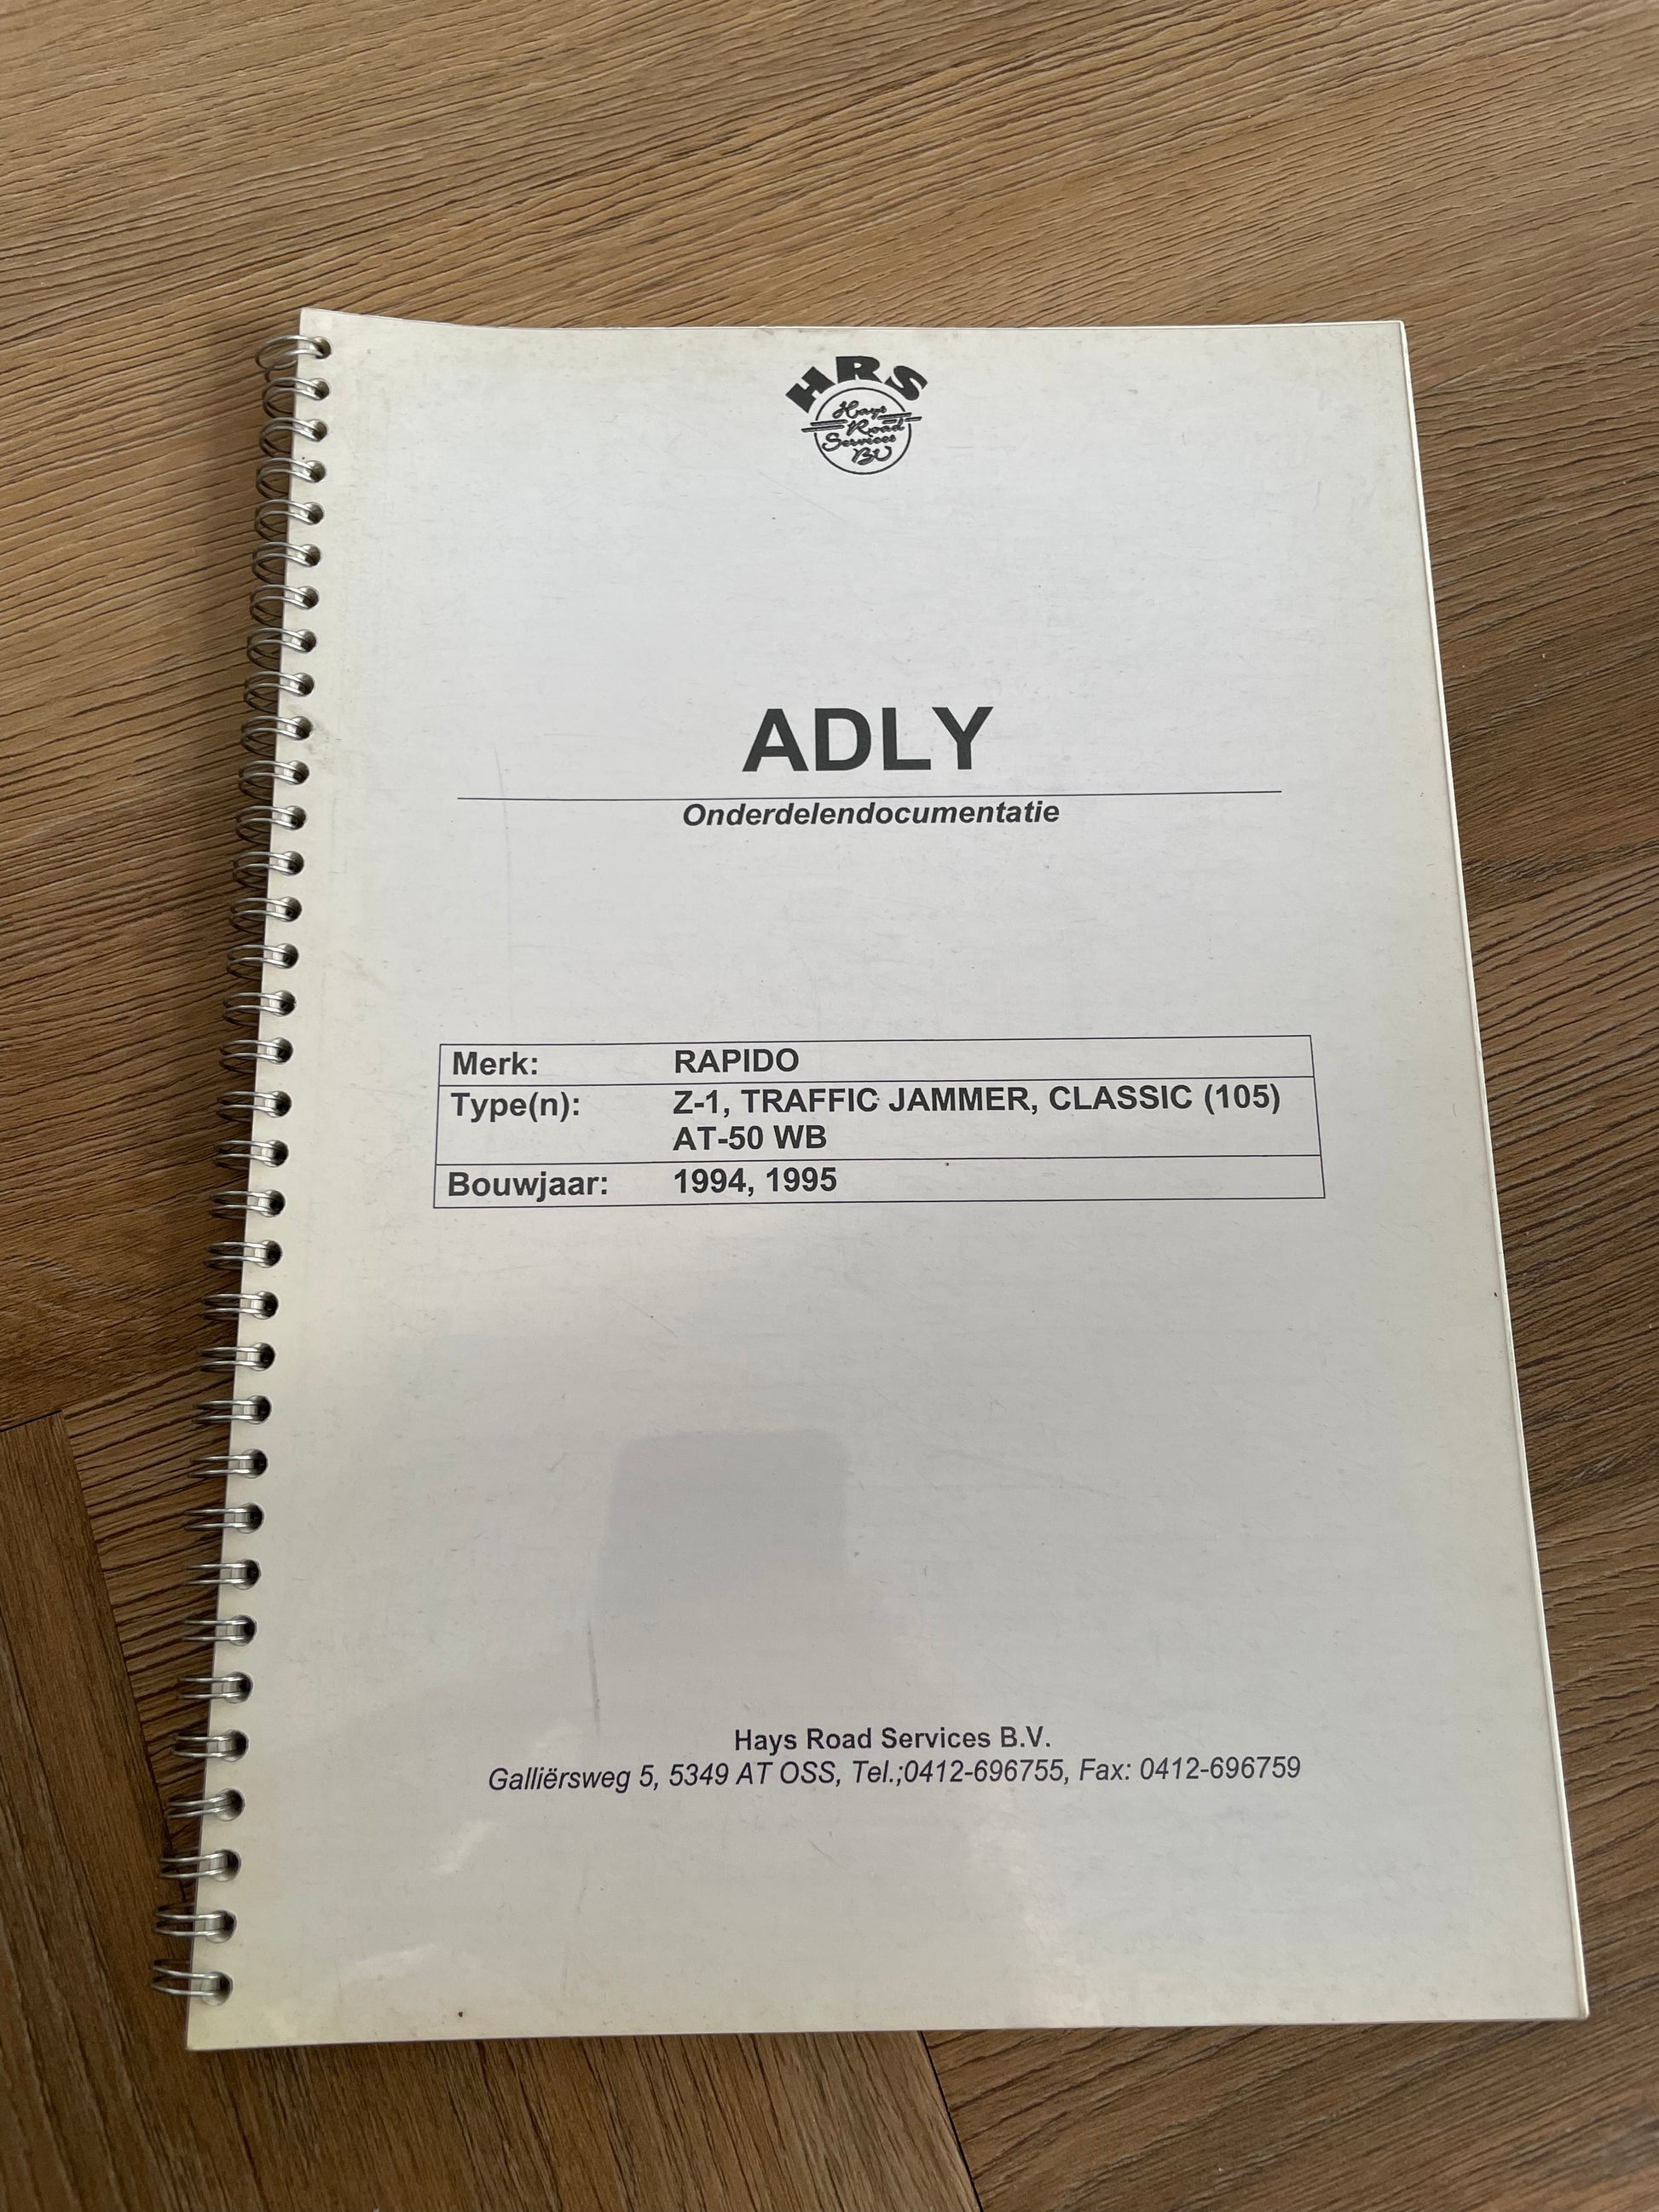 HRS
Hays
Road
Services
BV
ADLY
Onderdelendocumentatie
Merk: RAPIDO
Type(n): Z-1, TRAFFIC JAMMER, CLASSIC (105)
AT-50 WB
Bouwjaar: 1994, 1995
Hays Road Services B.V.
Galliërsweg 5, 5349 AT OSS, Tel.;0412-696755, Fax: 0412-696759